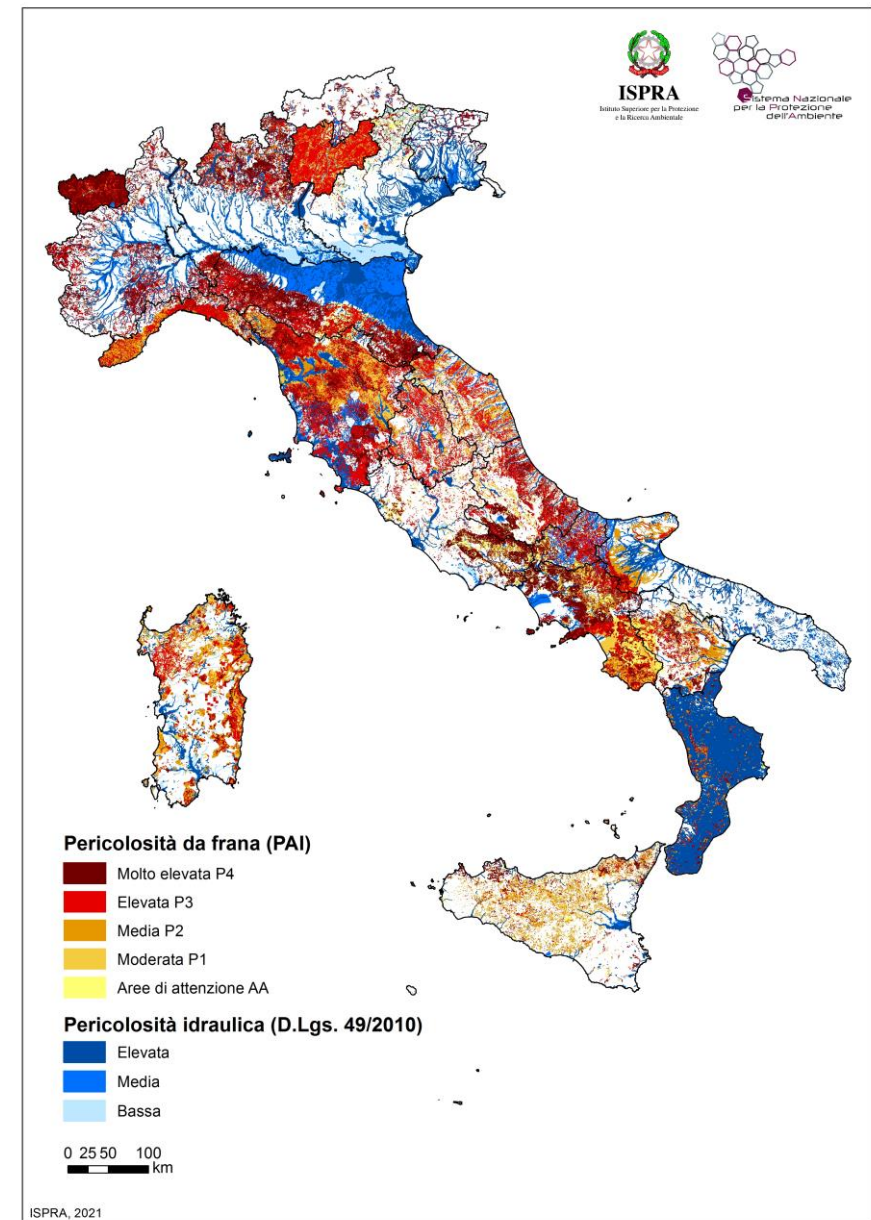 ISPRA
Istituto Superiore per la Protezione
e la Ricerca Ambientale
Sistema Nazionale
per la Protezione
dell'Ambiente
Pericolosità da frana (PAI)
Molto elevata P4
Elevata P3
Media P2
Moderata P1
Aree di attenzione AA
Pericolosità idraulica (D.Lgs. 49/2010)
Elevata
Media
Bassa
0 25 50 100
km
ISPRA, 2021